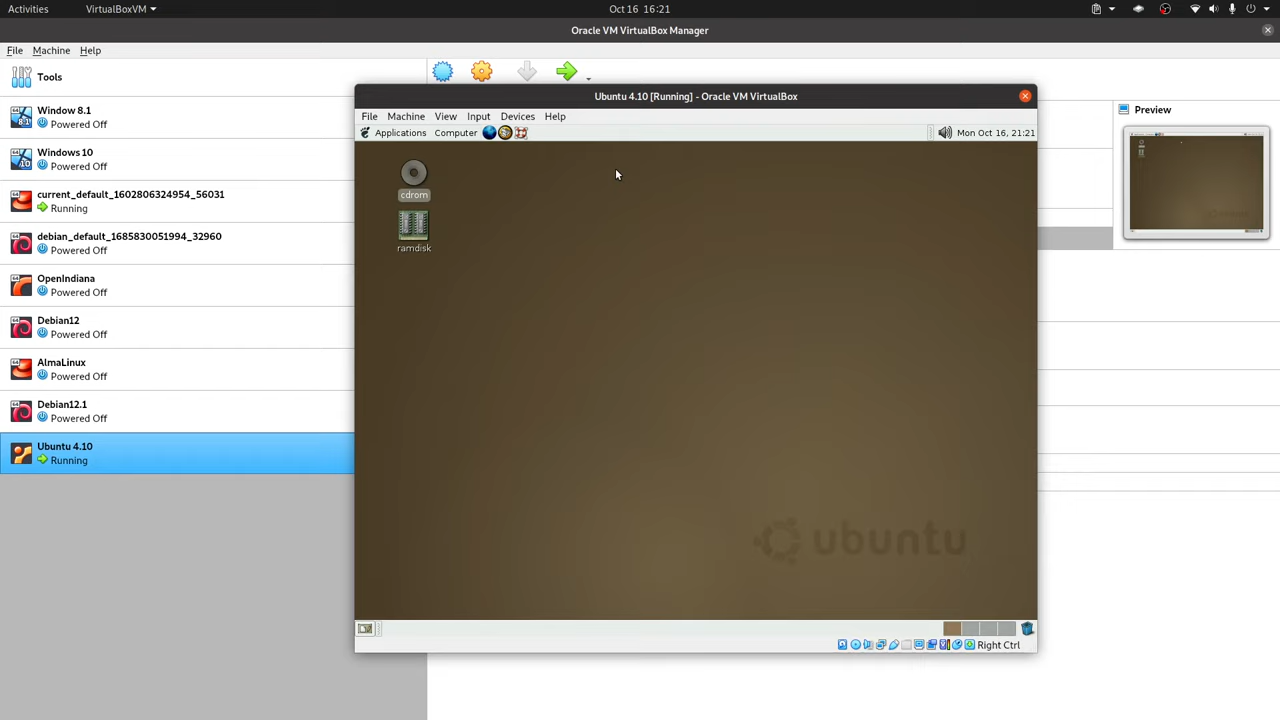 Activities VirtualBoxVM Oct 16 16:21
Oracle VM VirtualBox Manager
File Machine Help
Tools
Window 8.1
Powered Off
Windows 10
Powered Off
current_default_1602806324954_56031
Running
debian_default_1685830051994_32960
Powered Off
OpenIndiana
Powered Off
Debian12
Powered Off
AlmaLinux
Powered Off
Debian12.1
Powered Off
Ubuntu 4.10
Running
Ubuntu 4.10 [Running] - Oracle VM VirtualBox
File Machine View Input Devices Help
Applications Computer Mon Oct 16, 21:21
cdrom
ramdisk
ubuntu
Right Ctrl
Preview